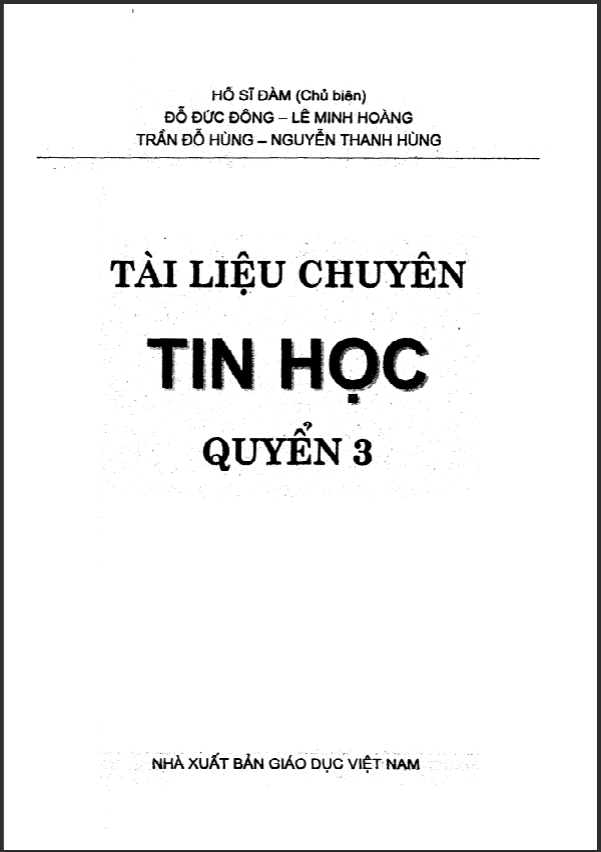 HỒ SĨ ĐÀM (Chủ biên)
ĐỖ ĐỨC ĐÔNG – LÊ MINH HOÀNG
TRẦN ĐỖ HÙNG – NGUYỄN THANH HÙNG
TÀI LIỆU CHUYÊN
TIN HỌC
QUYỂN 3
NHÀ XUẤT BẢN GIÁO DỤC VIỆT NAM